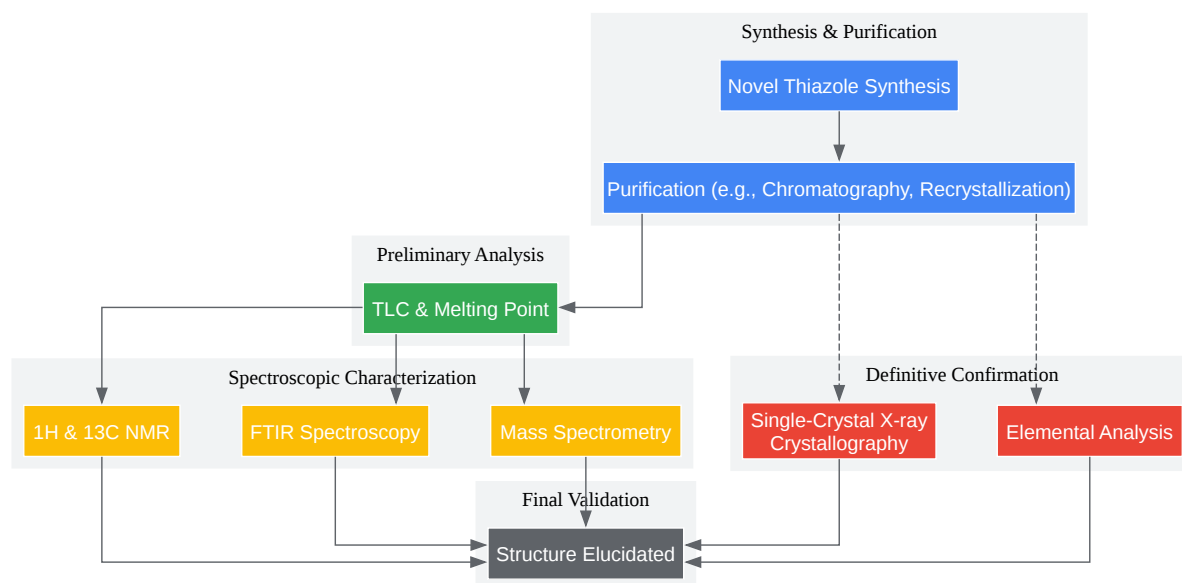 Synthesis & Purification
Novel Thiazole Synthesis
Purification (e.g., Chromatography, Recrystallization)
Preliminary Analysis
TLC & Melting Point
Spectroscopic Characterization
1H & 13C NMR
FTIR Spectroscopy
Mass Spectrometry
Definitive Confirmation
Single-Crystal X-ray
Crystallography
Elemental Analysis
Final Validation
Structure Elucidated